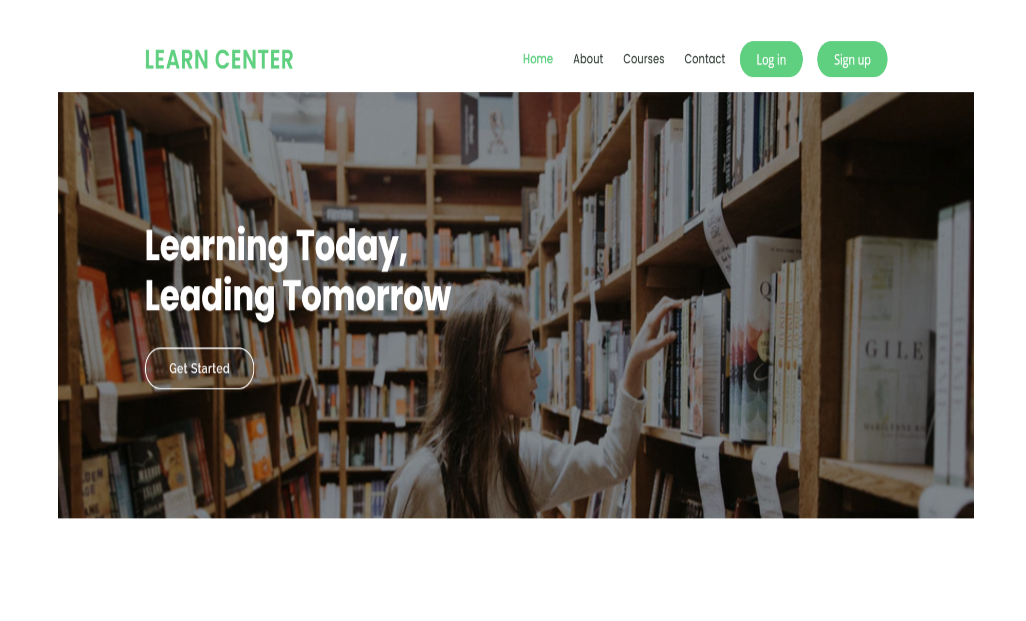 LEARN CENTER
Home About Courses Contact Log in Sign up
Learning Today,
Leading Tomorrow
Get Started
GILE